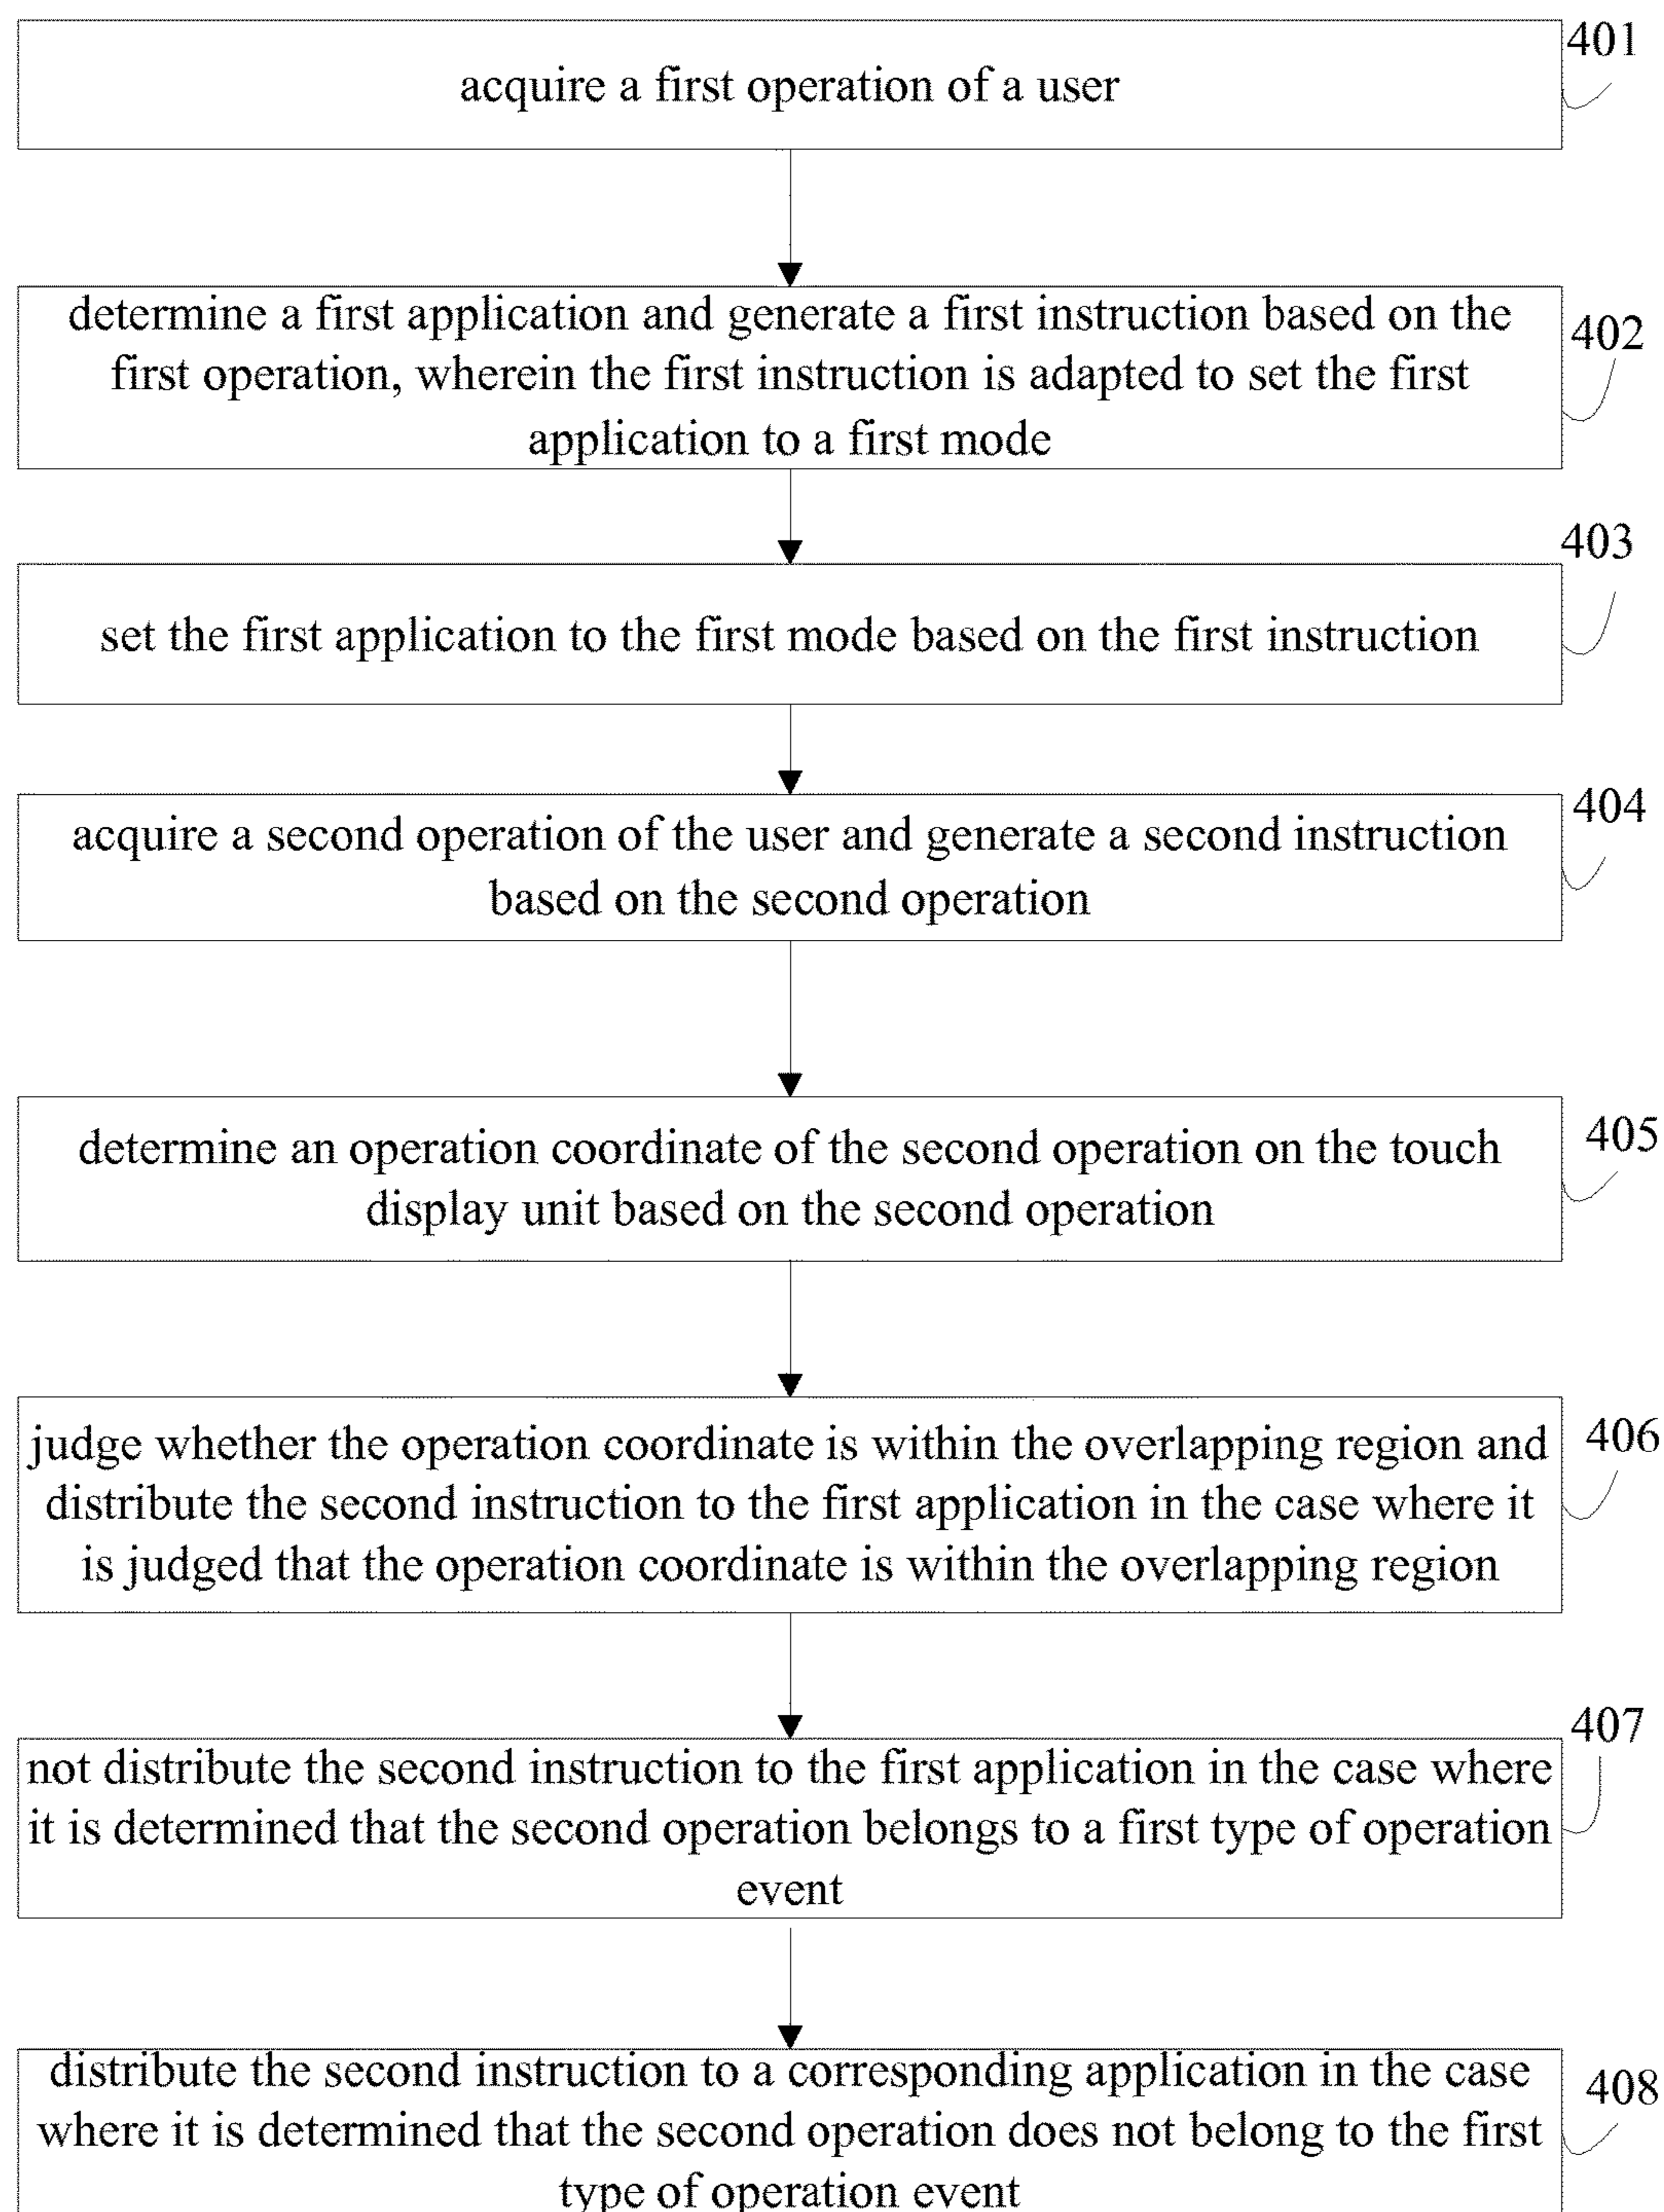 acquire a first operation of a user
401
determine a first application and generate a first instruction based on the
first operation, wherein the first instruction is adapted to set the first
application to a first mode
402
set the first application to the first mode based on the first instruction
403
acquire a second operation of the user and generate a second instruction
based on the second operation
404
determine an operation coordinate of the second operation on the touch
display unit based on the second operation
405
judge whether the operation coordinate is within the overlapping region and
distribute the second instruction to the first application in the case where it
is judged that the operation coordinate is within the overlapping region
406
not distribute the second instruction to the first application in the case where
it is determined that the second operation belongs to a first type of operation
event
407
distribute the second instruction to a corresponding application in the case
where it is determined that the second operation does not belong to the first
type of operation event
408